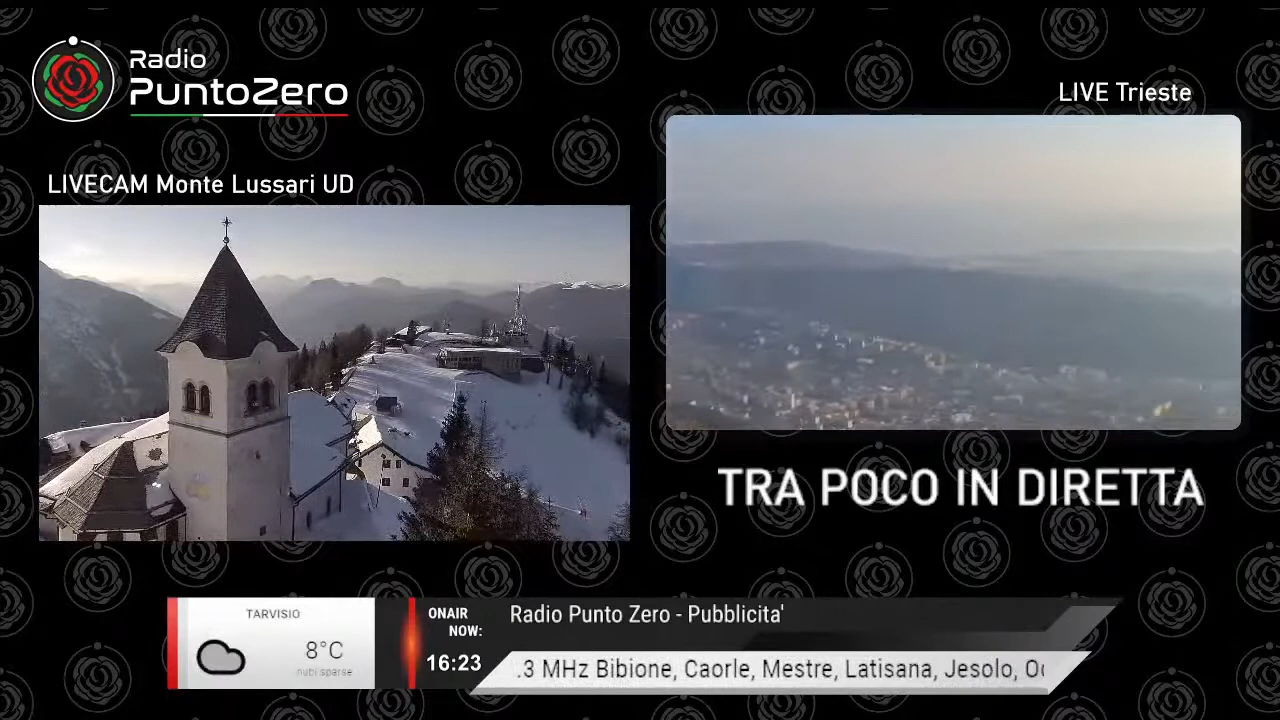 Radio
PuntoZero
LIVE Trieste
LIVECAM Monte Lussari UD
TRA POCO IN DIRETTA
TARVISIO
8°C
nubi sparse
ONAIR
NOW:
16:23
Radio Punto Zero - Pubblicita'
.3 MHz Bibione, Caorle, Mestre, Latisana, Jesolo,